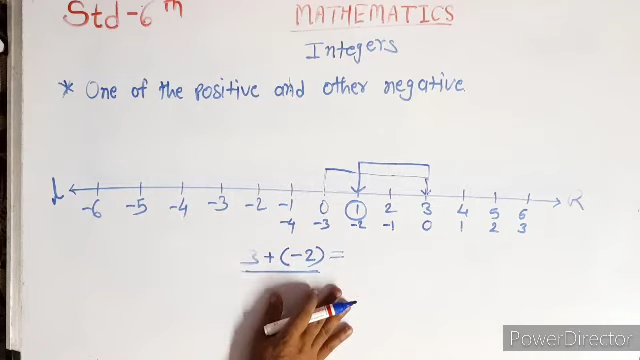 Std-6th
MATHEMATICS
Integers
* One of the positive and other negative.
L -6 -5 -4 -3 -2 -1 0 1 2 3 4 5 6 R
-4 -3 -2 -1 0 1 2 3
3 + (-2) =
PowerDirector